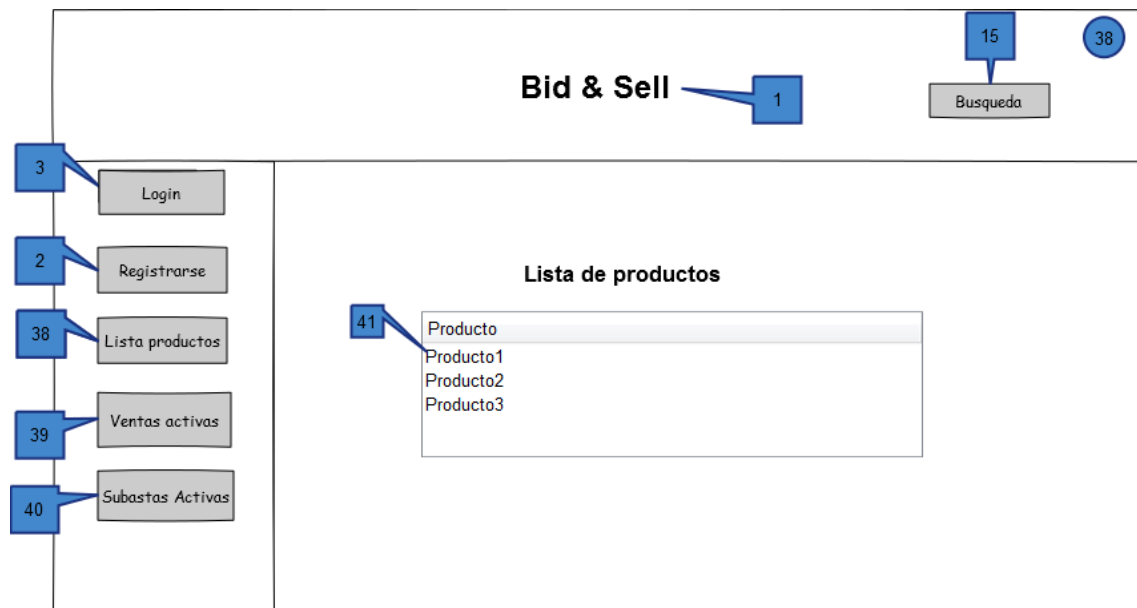 15
38
Bid & Sell
1
Busqueda
3
Login
2
Registrarse
Lista de productos
38
Lista productos
41
Producto
Producto1
Producto2
Producto3
39
Ventas activas
40
Subastas Activas